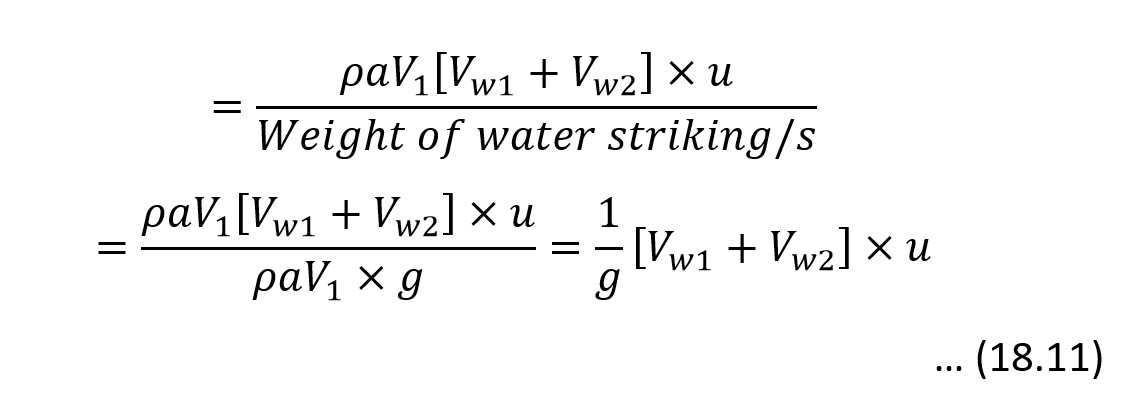 = \frac{\rho a V_1 [V_{w1} + V_{w2}] \times u}{Weight of water striking/s}
= \frac{\rho a V_1 [V_{w1} + V_{w2}] \times u}{\rho a V_1 \times g} = \frac{1}{g} [V_{w1} + V_{w2}] \times u
... (18.11)